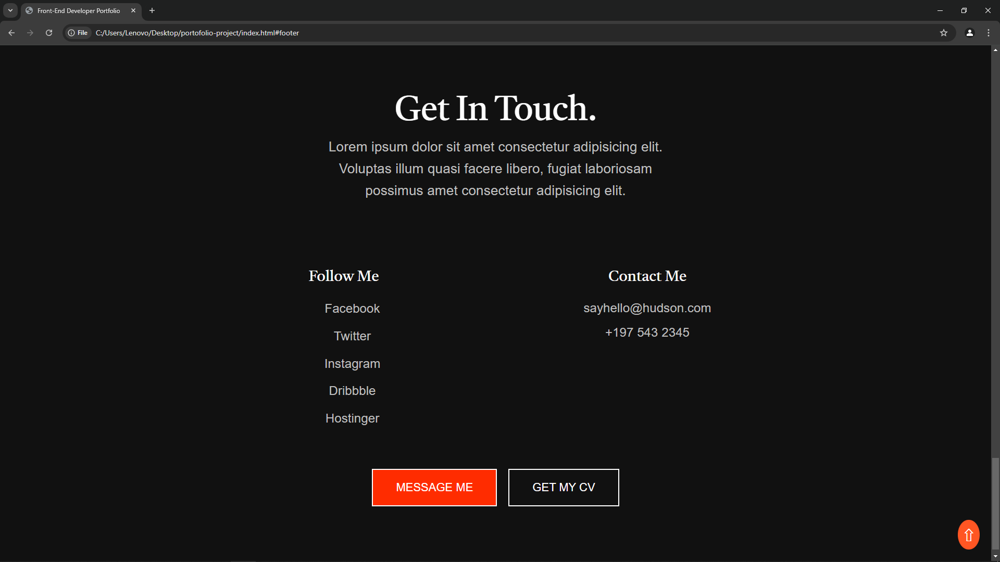 Front-End Developer Portfolio
File C:/Users/Lenovo/Desktop/portofolio-project/index.html#footer
Get In Touch.
Lorem ipsum dolor sit amet consectetur adipisicing elit.
Voluptas illum quasi facere libero, fugiat laboriosam
possimus amet consectetur adipisicing elit.
Follow Me
Facebook
Twitter
Instagram
Dribbble
Hostinger
Contact Me
sayhello@hudson.com
+197 543 2345
MESSAGE ME
GET MY CV